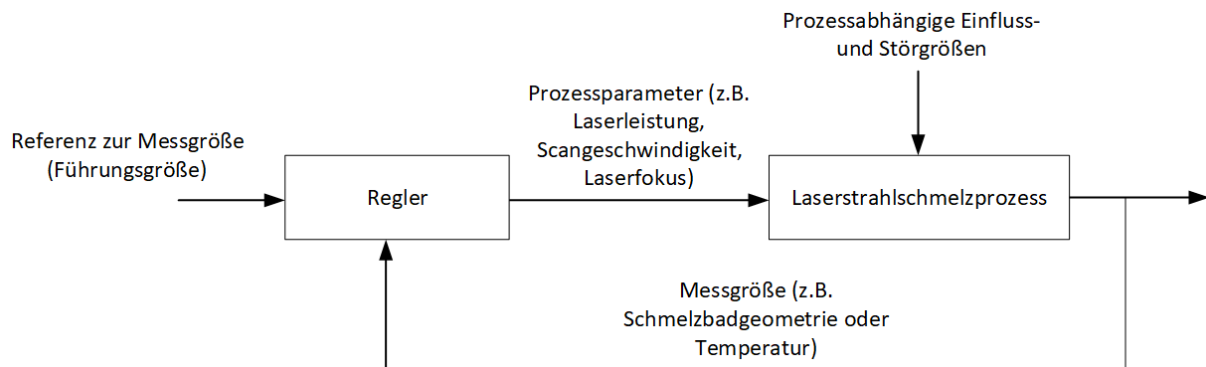 Prozessabhängige Einfluss-
und Störgrößen
Prozessparameter (z.B.
Laserleistung,
Scangeschwindigkeit,
Laserfokus)
Referenz zur Messgröße
(Führungsgröße)
Regler
Laserstrahlschmelzprozess
Messgröße (z.B.
Schmelzbadgeometrie oder
Temperatur)